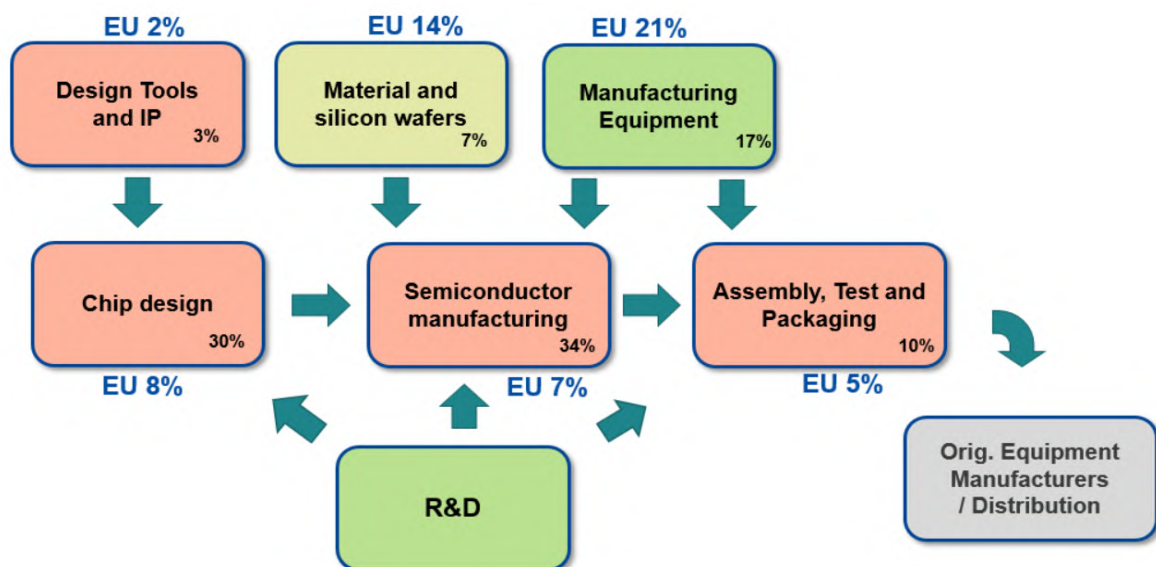 EU 2%
EU 14%
EU 21%
Design Tools
and IP
3%
Material and
silicon wafers
7%
Manufacturing
Equipment
17%
Chip design
30%
EU 8%
Semiconductor
manufacturing
34%
EU 7%
Assembly, Test and
Packaging
10%
EU 5%
R&D
Orig. Equipment
Manufacturers
/ Distribution